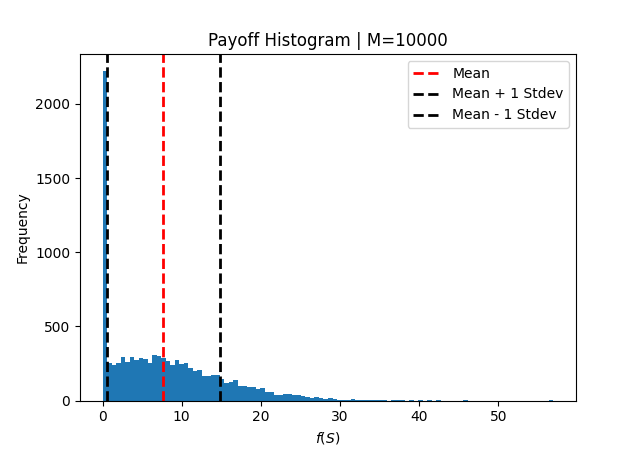 Payoff Histogram | M=10000
Mean
Mean + 1 Stdev
Mean - 1 Stdev
Frequency
2000
1500
1000
500
0
0 10 20 30 40 50
f(S)